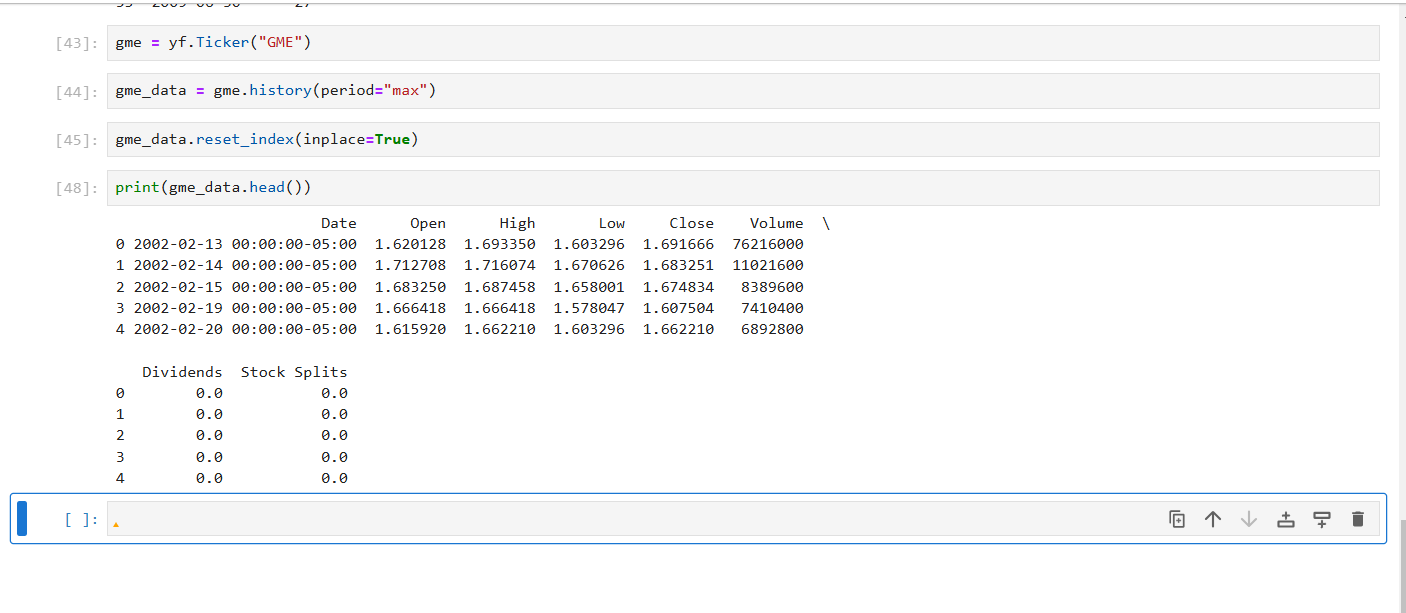 [43]: gme = yf.Ticker("GME")
[44]: gme_data = gme.history(period="max")
[45]: gme_data.reset_index(inplace=True)
[48]: print(gme_data.head())
Date Open High Low Close Volume \
0 2002-02-13 00:00:00-05:00 1.620128 1.693350 1.603296 1.691666 76216000
1 2002-02-14 00:00:00-05:00 1.712708 1.716074 1.670626 1.683251 11021600
2 2002-02-15 00:00:00-05:00 1.683250 1.687458 1.658001 1.674834 8389600
3 2002-02-19 00:00:00-05:00 1.666418 1.666418 1.578047 1.607504 7410400
4 2002-02-20 00:00:00-05:00 1.615920 1.662210 1.603296 1.662210 6892800
Dividends Stock Splits
0 0.0 0.0
1 0.0 0.0
2 0.0 0.0
3 0.0 0.0
4 0.0 0.0
[ ]: